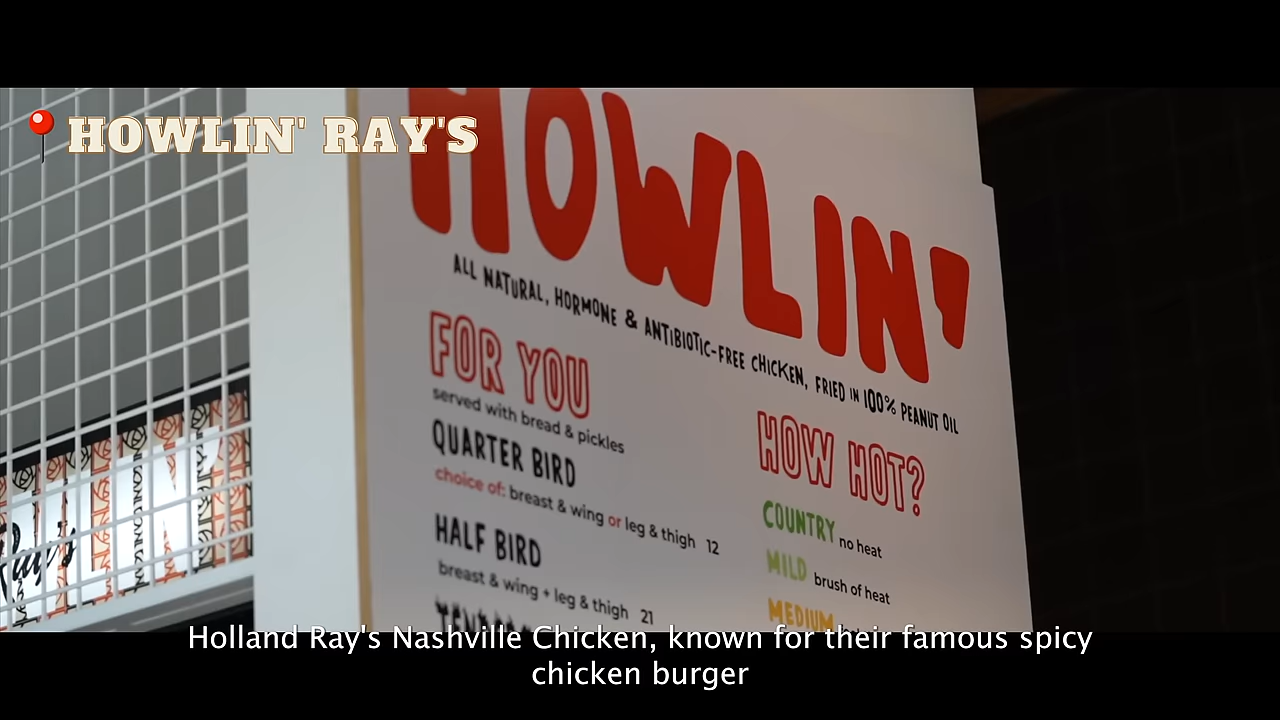 HOWLIN' RAY'S
HOWLIN'
ALL NATURAL, HORMONE & ANTIBIOTIC-FREE CHICKEN, FRIED IN 100% PEANUT OIL
FOR YOU
served with bread & pickles
QUARTER BIRD
choice of: breast & wing or leg & thigh 12
HALF BIRD
breast & wing + leg & thigh 21
HOW HOT?
COUNTRY no heat
MILD brush of heat
MEDIUM
Ray's
Holland Ray's Nashville Chicken, known for their famous spicy
chicken burger